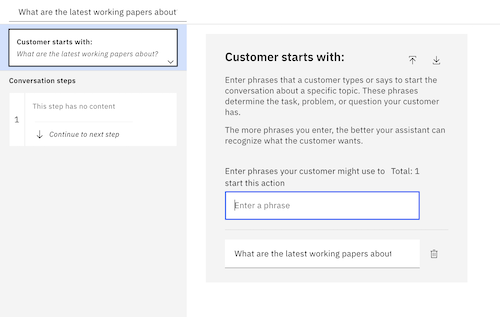 What are the latest working papers about
Customer starts with:
What are the latest working papers about?
Conversation steps
1
This step has no content
Continue to next step
Customer starts with:
Enter phrases that a customer types or says to start the
conversation about a specific topic. These phrases
determine the task, problem, or question your customer
has.
The more phrases you enter, the better your assistant can
recognize what the customer wants.
Enter phrases your customer might use to Total: 1
start this action
Enter a phrase
What are the latest working papers about